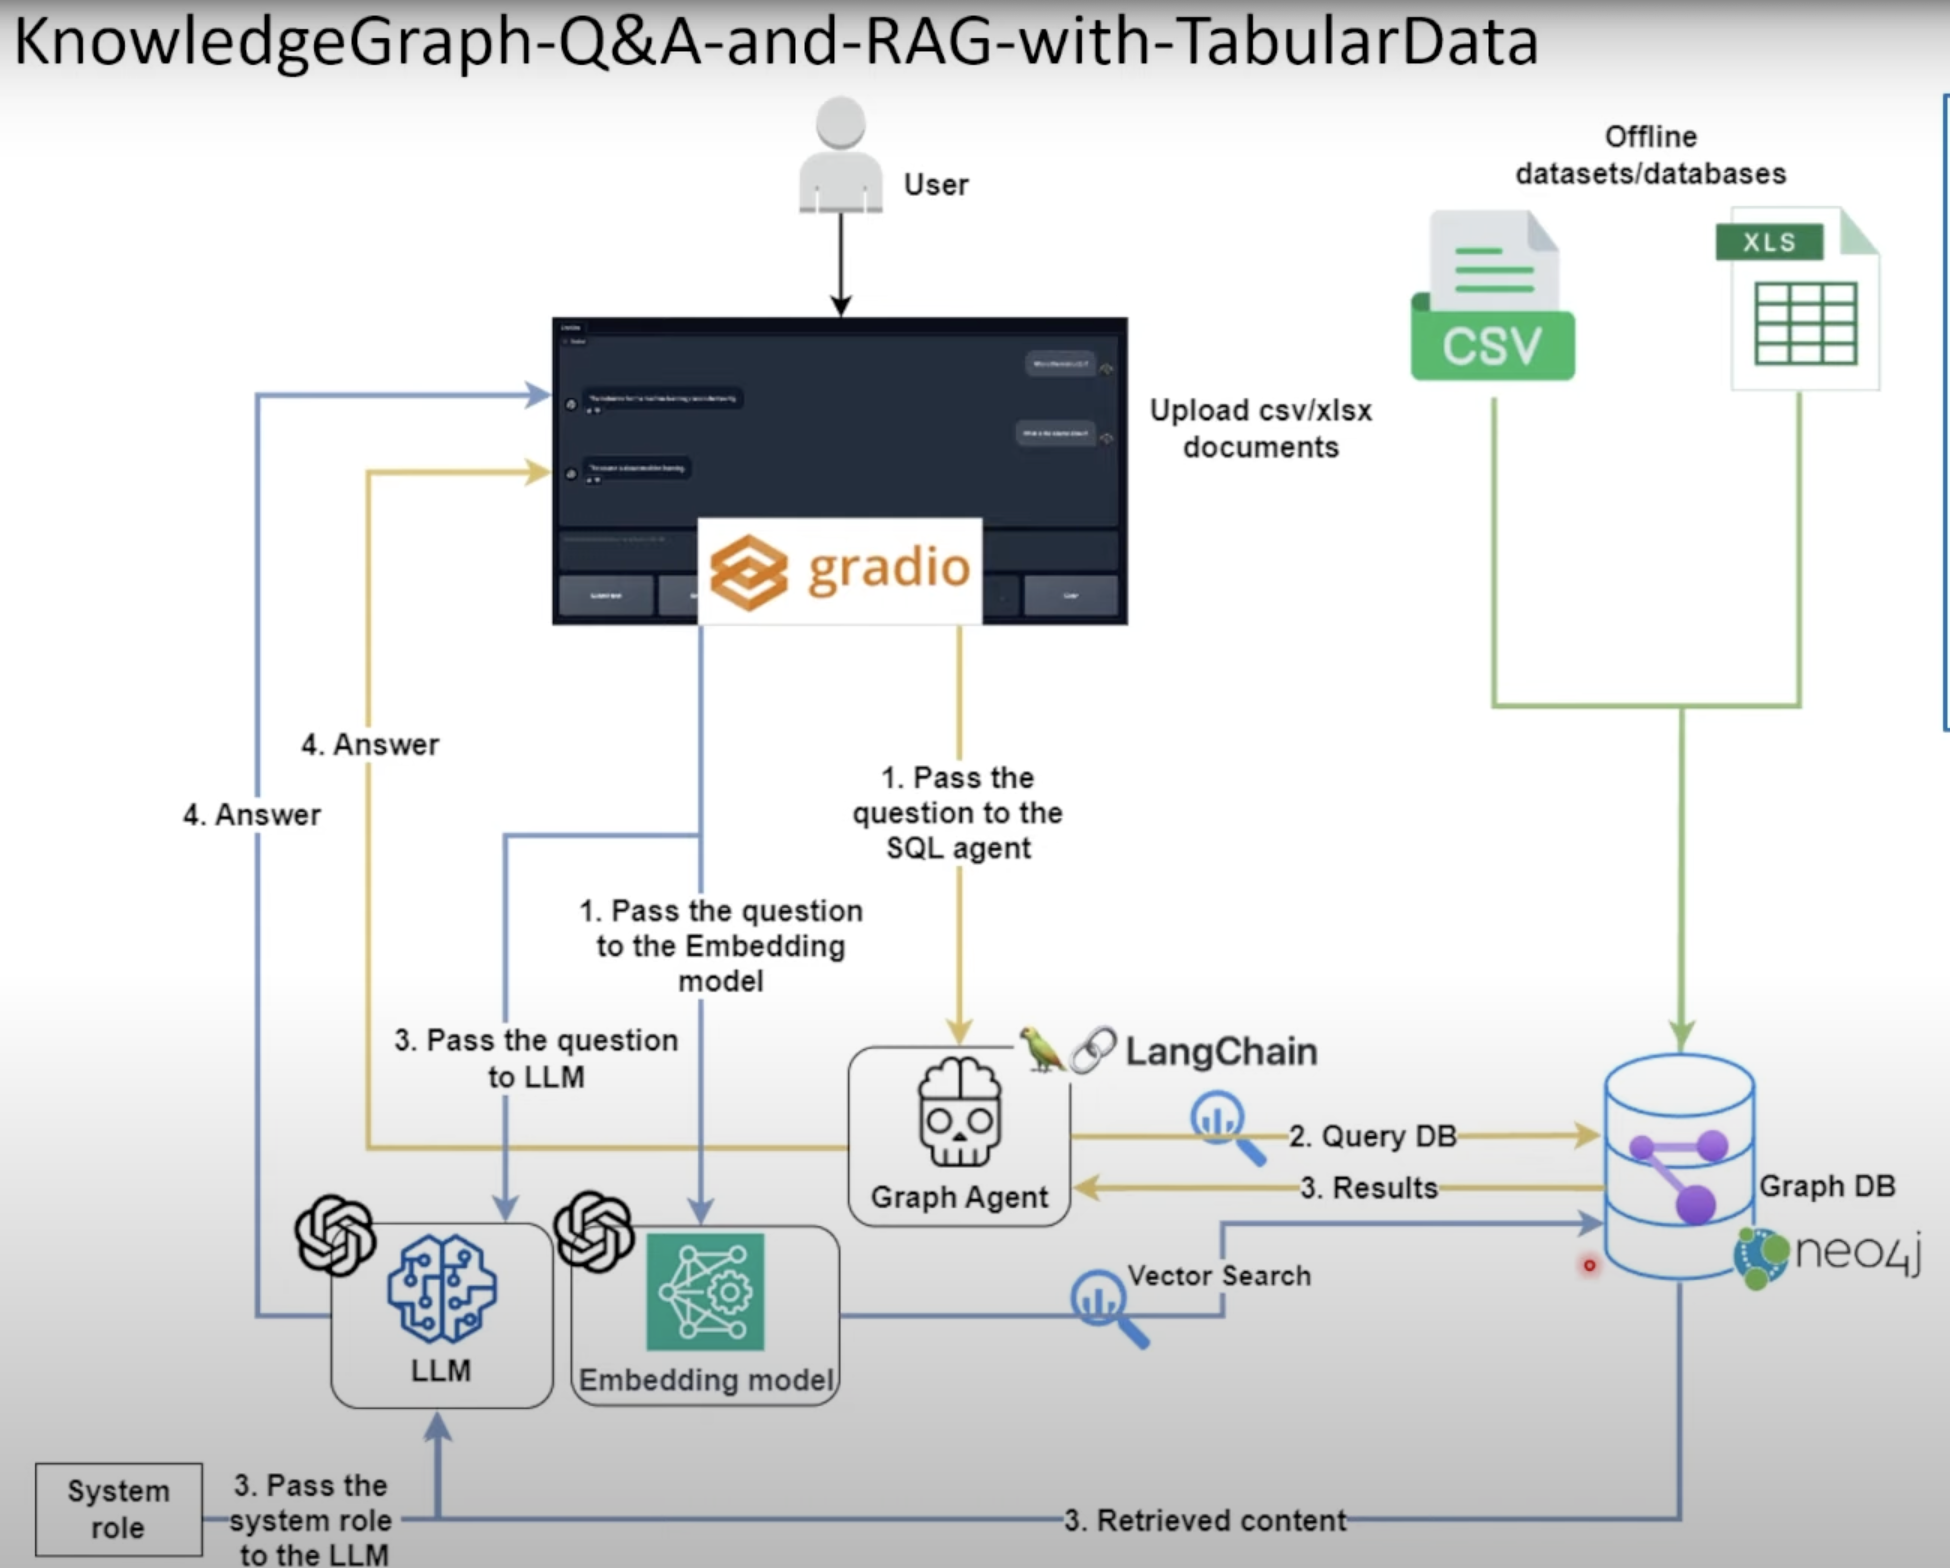 KnowledgeGraph-Q&A-and-RAG-with-TabularData
User
Offline
datasets/databases
CSV
XLS
Upload csv/xlsx
documents
gradio
4. Answer
4. Answer
1. Pass the
question to the
SQL agent
1. Pass the question
to the Embedding
model
3. Pass the question
to LLM
LangChain
Graph Agent
2. Query DB
3. Results
Graph DB
neo4j
Vector Search
LLM
Embedding model
System
role
3. Pass the
system role
to the LLM
3. Retrieved content